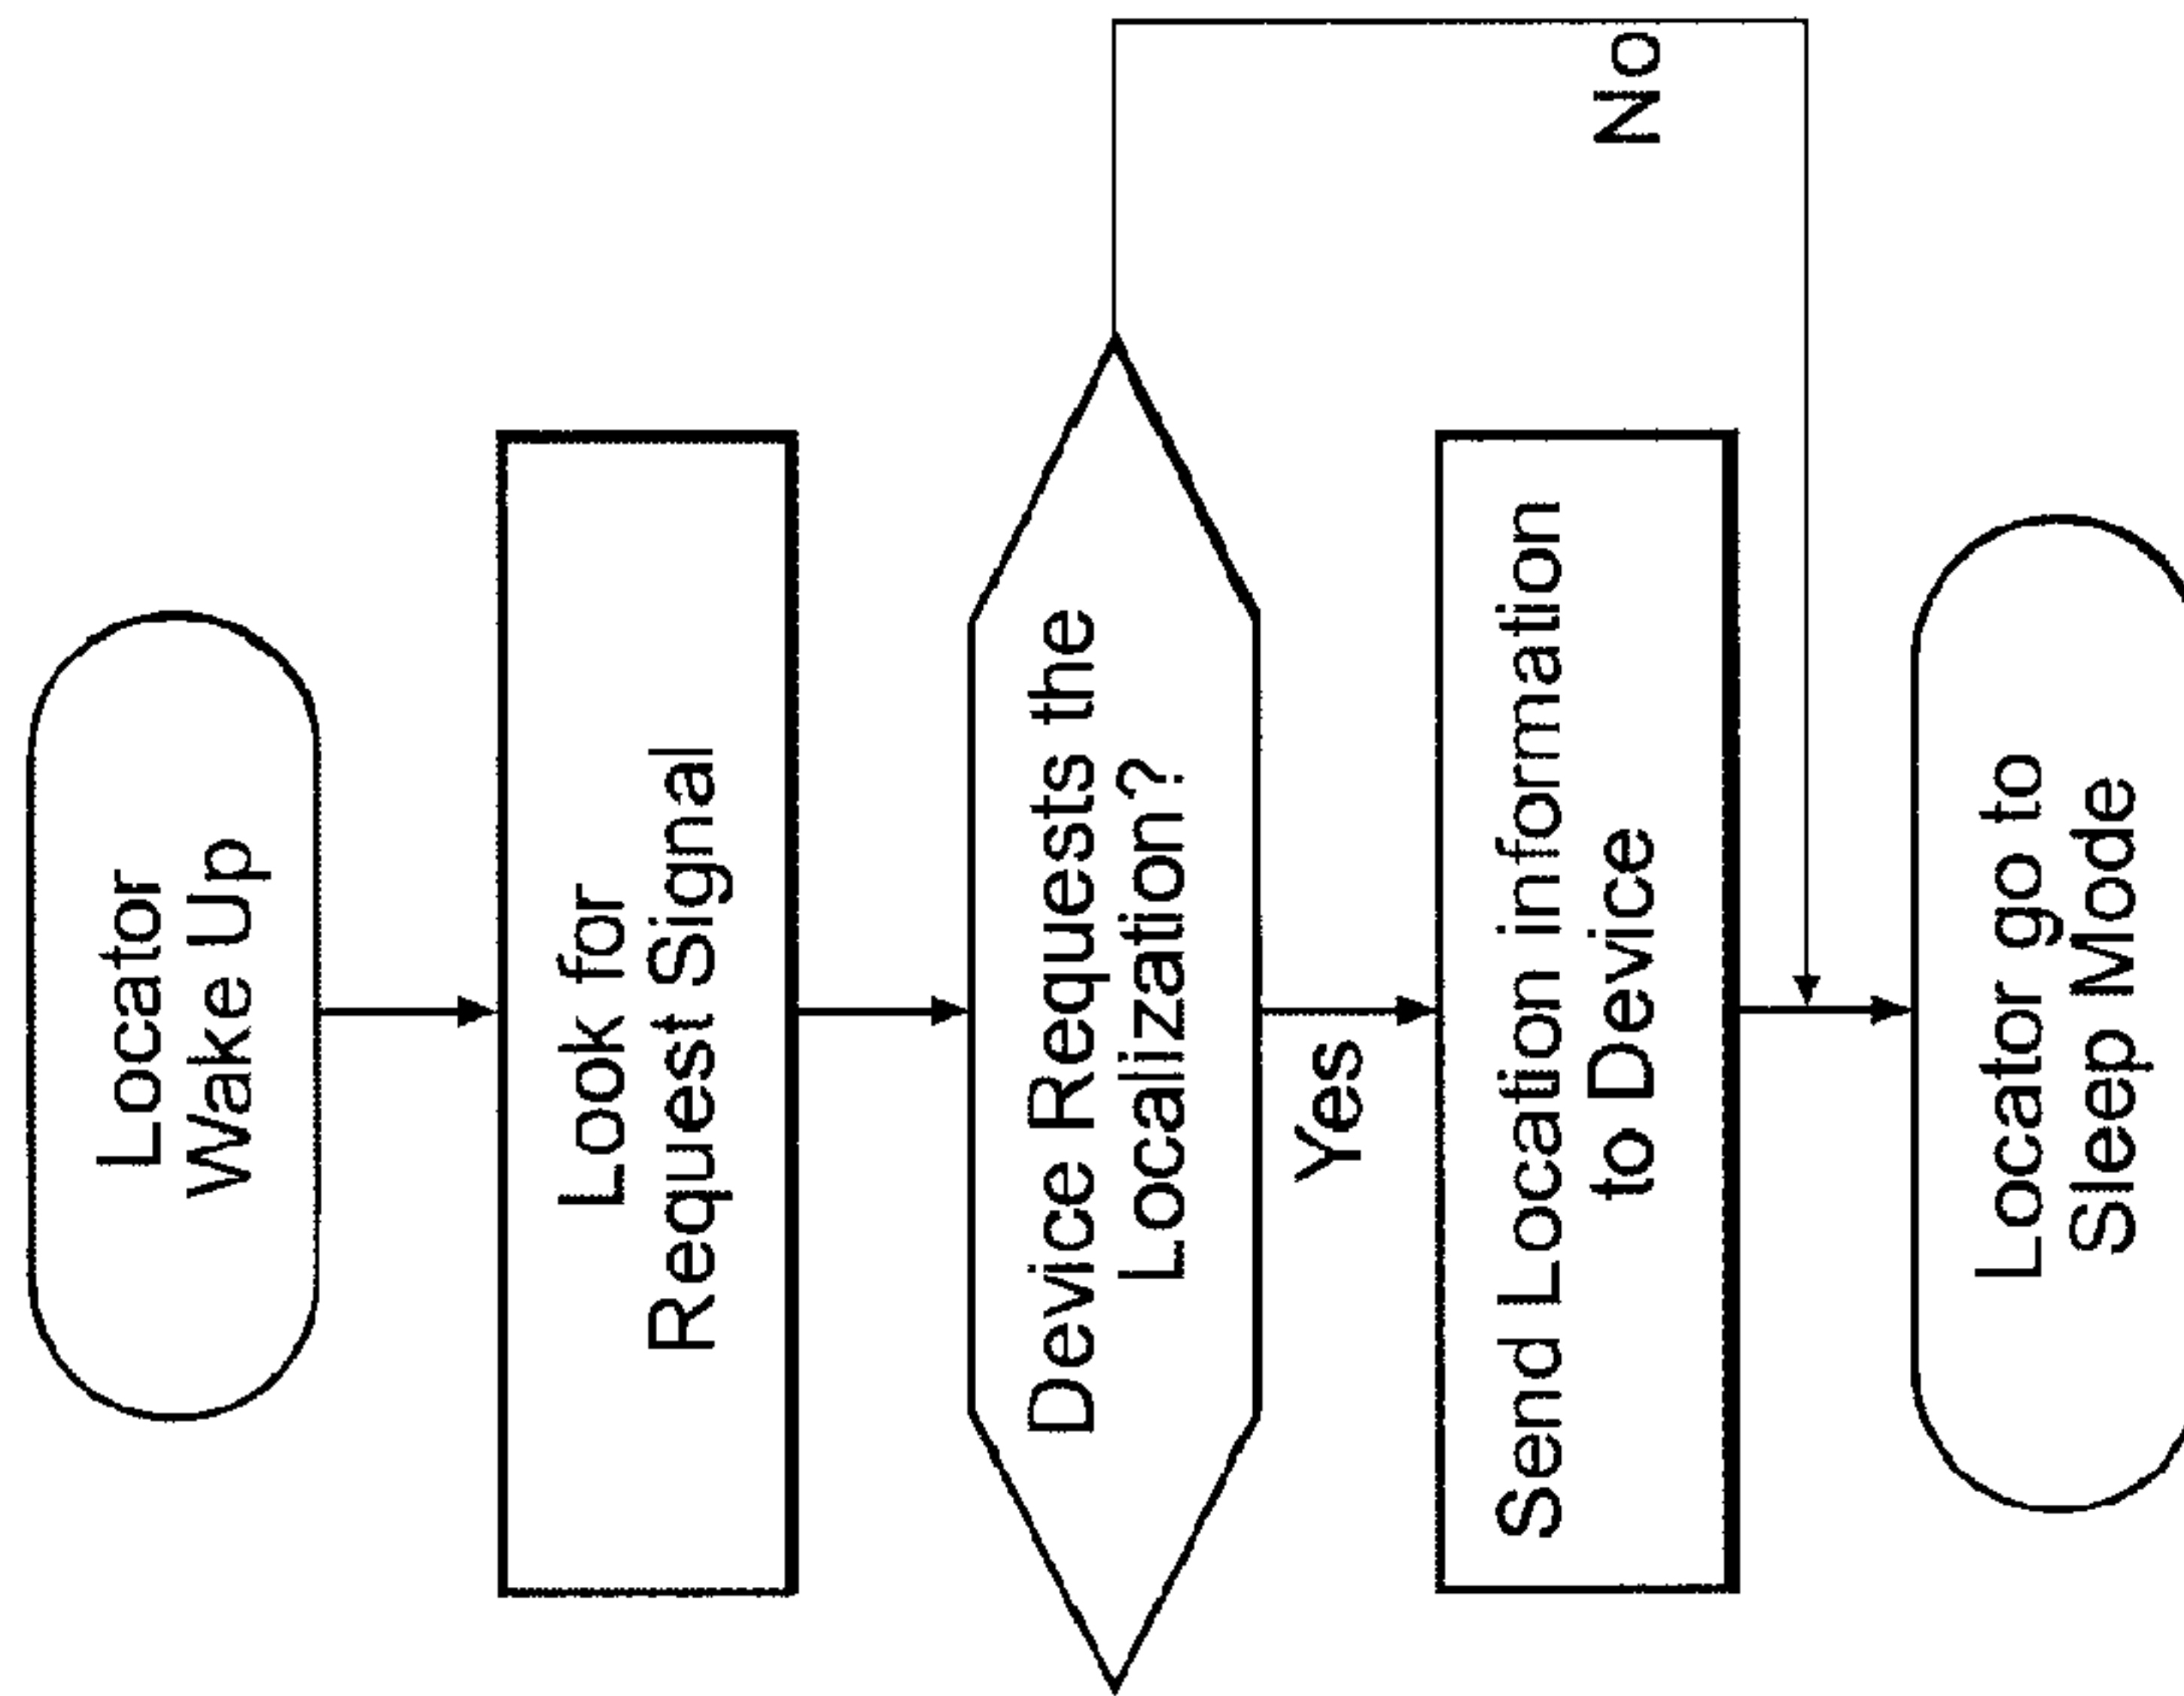 Locator
Wake Up
Look for
Request Signal
Device Requests the
Localization?
Yes
Send Location information
to Device
No
Locator go to
Sleep Mode